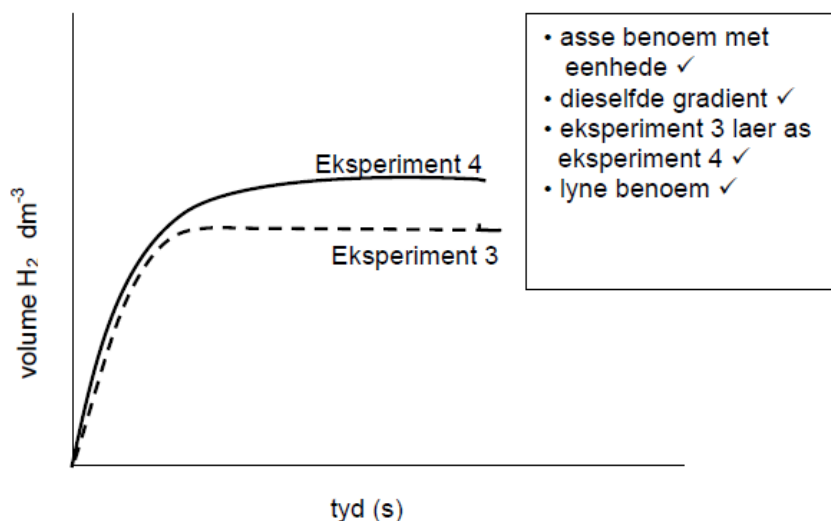 • asse benoem met
eenhede ✓
• dieselfde gradient ✓
• eksperiment 3 laer as
eksperiment 4 ✓
• lyne benoem ✓
Eksperiment 4
Eksperiment 3
volume H₂ dm⁻³
tyd (s)